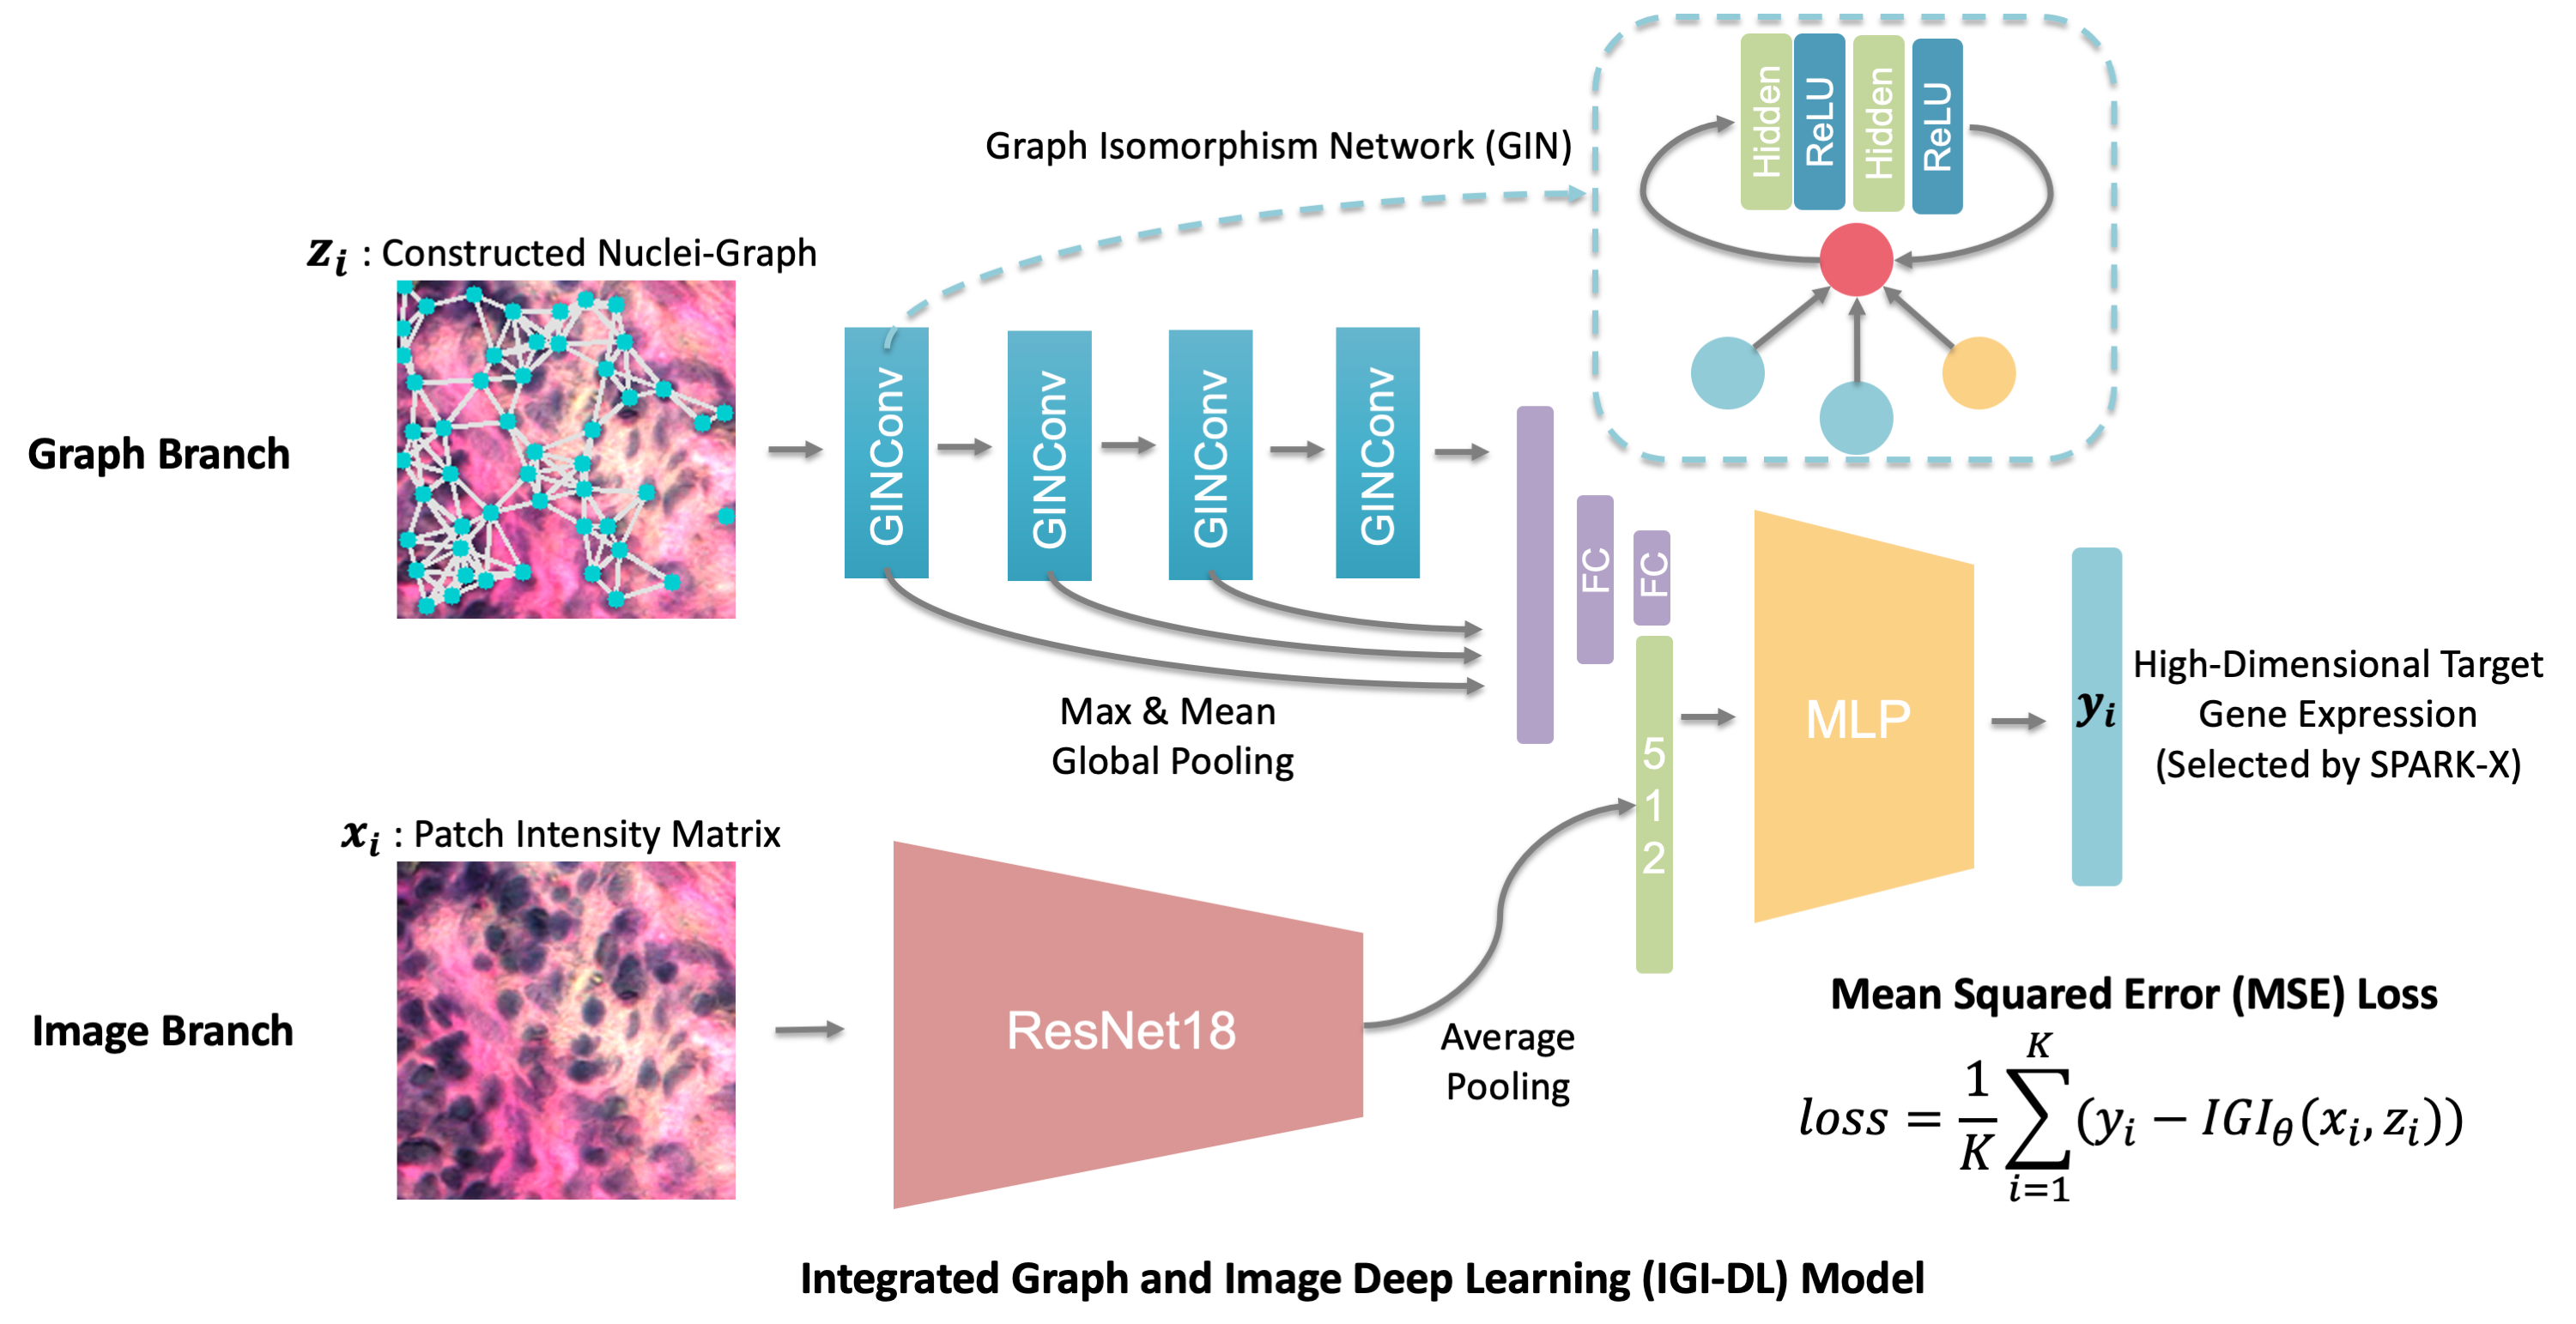 Graph Isomorphism Network (GIN)
Hidden
ReLU
Hidden
ReLU
z_i : Constructed Nuclei-Graph
Graph Branch
GINConv
GINConv
GINConv
GINConv
FC
FC
Max & Mean
Global Pooling
512
MLP
y_i
High-Dimensional Target
Gene Expression
(Selected by SPARK-X)
x_i : Patch Intensity Matrix
Image Branch
ResNet18
Average
Pooling
Mean Squared Error (MSE) Loss
loss = \frac{1}{K} \sum_{i=1}^{K} (y_i − IGI_θ(x_i, z_i))
Integrated Graph and Image Deep Learning (IGI-DL) Model